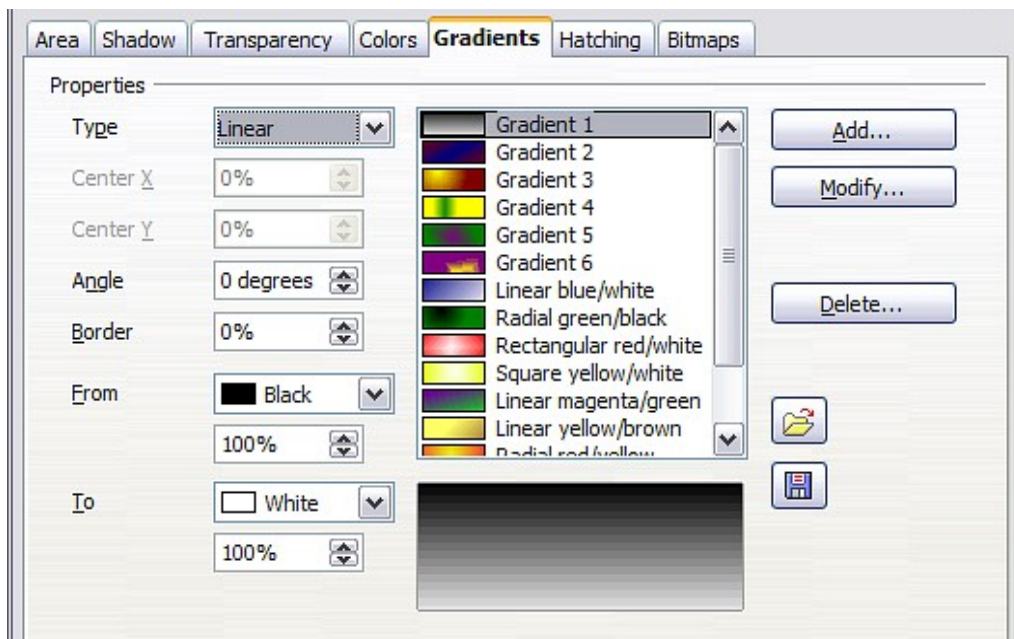 Area Shadow Transparency Colors Gradients Hatching Bitmaps
Properties
Type
Linear
Center X
0%
Center Y
0%
Angle
0 degrees
Border
0%
From
Black
100%
To
White
100%
Gradient 1
Gradient 2
Gradient 3
Gradient 4
Gradient 5
Gradient 6
Linear blue/white
Radial green/black
Rectangular red/white
Square yellow/white
Linear magenta/green
Linear yellow/brown
Radial red/yellow
Add...
Modify...
Delete...